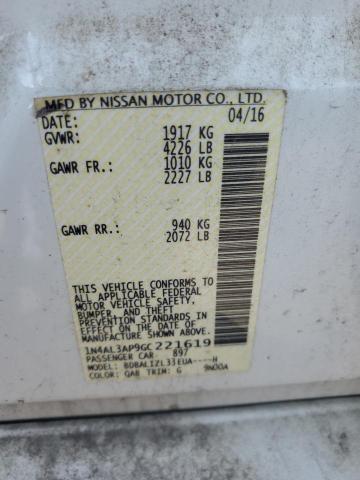 MFD BY NISSAN MOTOR CO., LTD.
DATE: 04/16
GVWR: 1917 KG
4226 LB
GAWR FR.: 1010 KG
2227 LB
GAWR RR.: 940 KG
2072 LB
THIS VEHICLE CONFORMS TO
ALL APPLICABLE FEDERAL
MOTOR VEHICLE SAFETY,
BUMPER, AND THEFT
PREVENTION STANDARDS IN
EFFECT ON THE DATE OF
MANUFACTURE SHOWN ABOVE.
1N4AL3AP9GC221619
PASSENGER CAR 897
MODEL: BDBALIZL33EUA----H
COLOR: QAB TRIM: G 9N00A